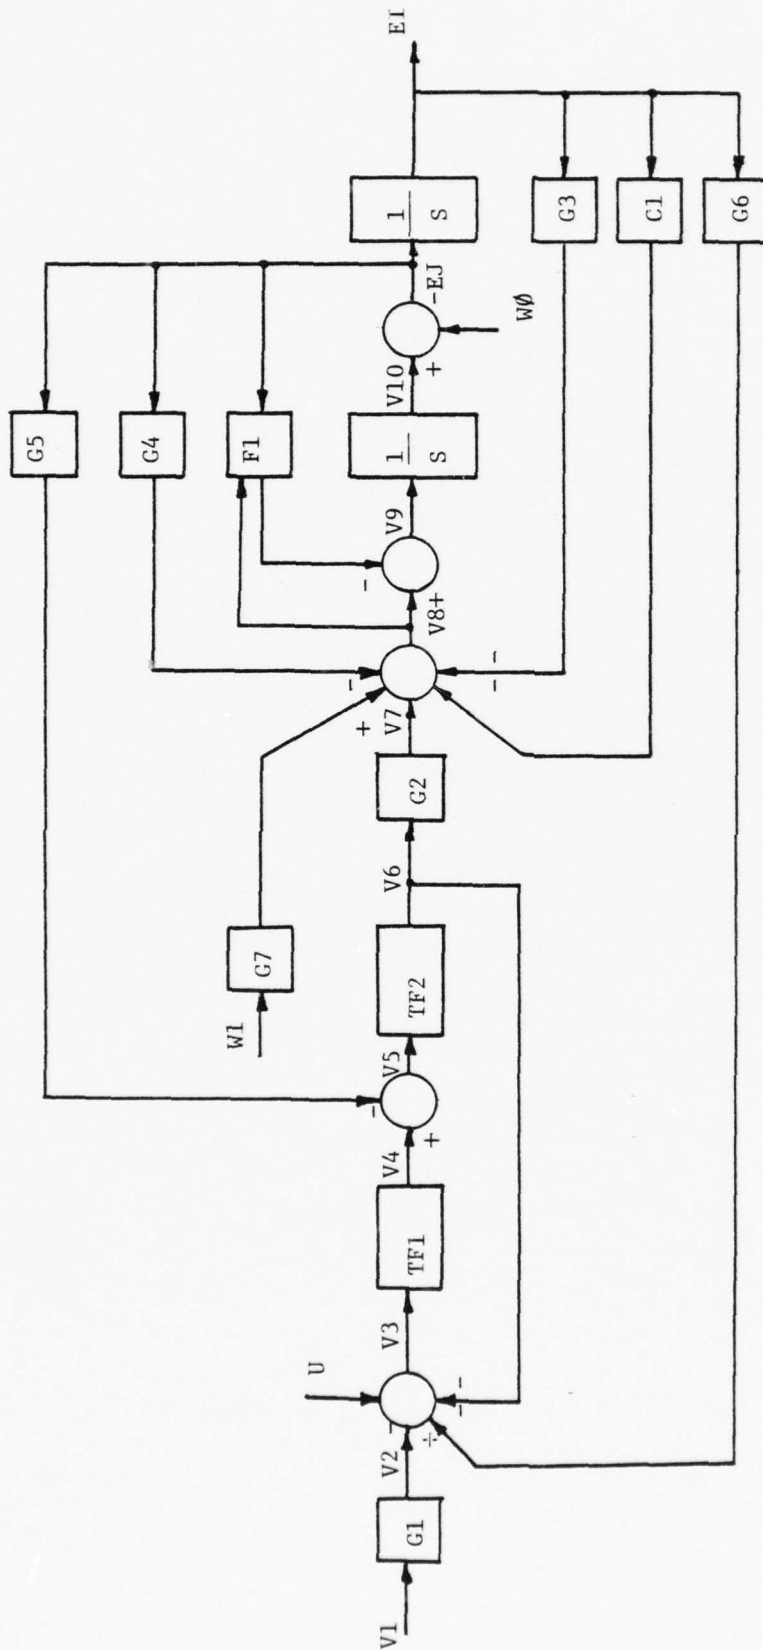 V1
G1
V2
-
÷
- -
U
V3
TF1
V4
+
-
V5
TF2
V6
G2
V7
W1
G7
+
-
- -
V8+
-
V9
1
S
V10
+
WØ
-EJ
1
S
EI
G5
G4
F1
G3
C1
G6